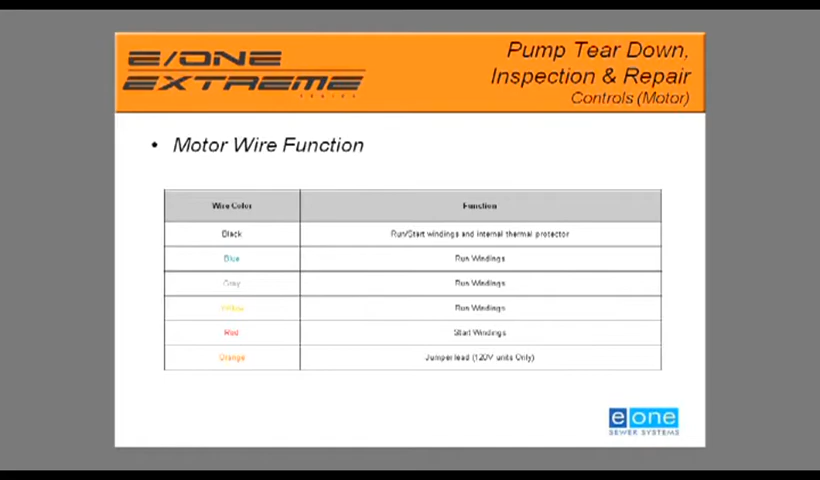 E/ONE
EXTREME
SERIES
Pump Tear Down,
Inspection & Repair
Controls (Motor)
• Motor Wire Function
Wire Color Function
Black Run/Start windings and internal thermal protector
Blue Run Windings
Gray Run Windings
Yellow Run Windings
Red Start Windings
Orange Jumper lead (120V units Only)
e one
SEWER SYSTEMS